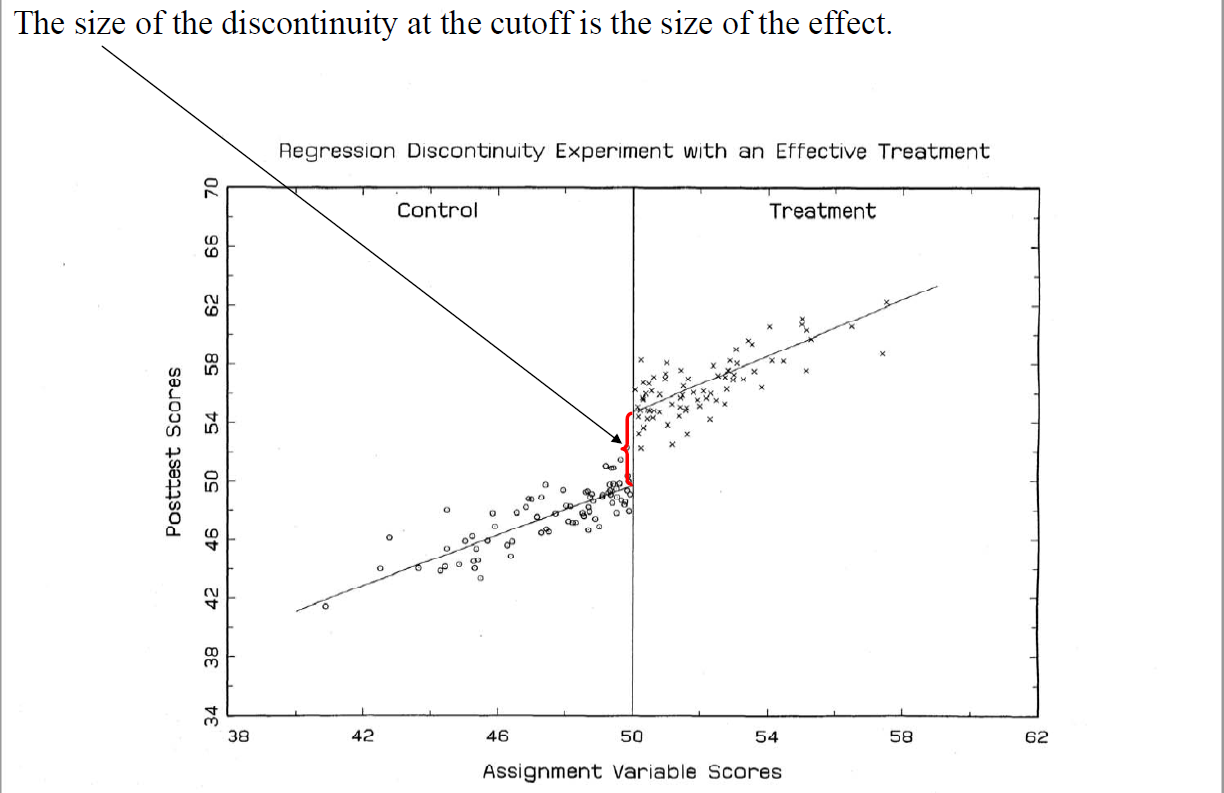 The size of the discontinuity at the cutoff is the size of the effect.
Regression Discontinuity Experiment with an Effective Treatment
Control
Treatment
Posttest Scores
70
66
62
58
54
50
46
42
38
34
38 42 46 50 54 58 62
Assignment Variable Scores